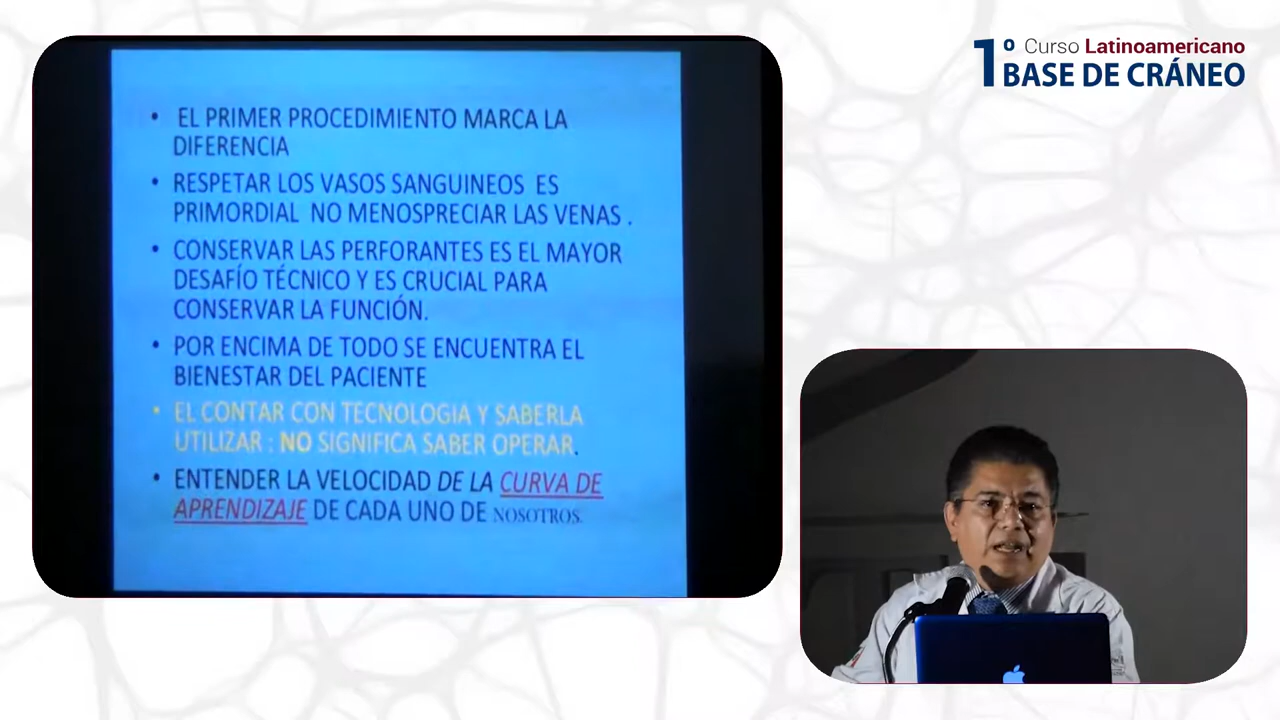 1º Curso Latinoamericano
BASE DE CRÁNEO
• EL PRIMER PROCEDIMIENTO MARCA LA
DIFERENCIA
• RESPETAR LOS VASOS SANGUINEOS ES
PRIMORDIAL NO MENOSPRECIAR LAS VENAS .
• CONSERVAR LAS PERFORANTES ES EL MAYOR
DESAFÍO TÉCNICO Y ES CRUCIAL PARA
CONSERVAR LA FUNCIÓN.
• POR ENCIMA DE TODO SE ENCUENTRA EL
BIENESTAR DEL PACIENTE
• EL CONTAR CON TECNOLOGIA Y SABERLA
UTILIZAR : NO SIGNIFICA SABER OPERAR.
• ENTENDER LA VELOCIDAD DE LA CURVA DE
APRENDIZAJE DE CADA UNO DE NOSOTROS.